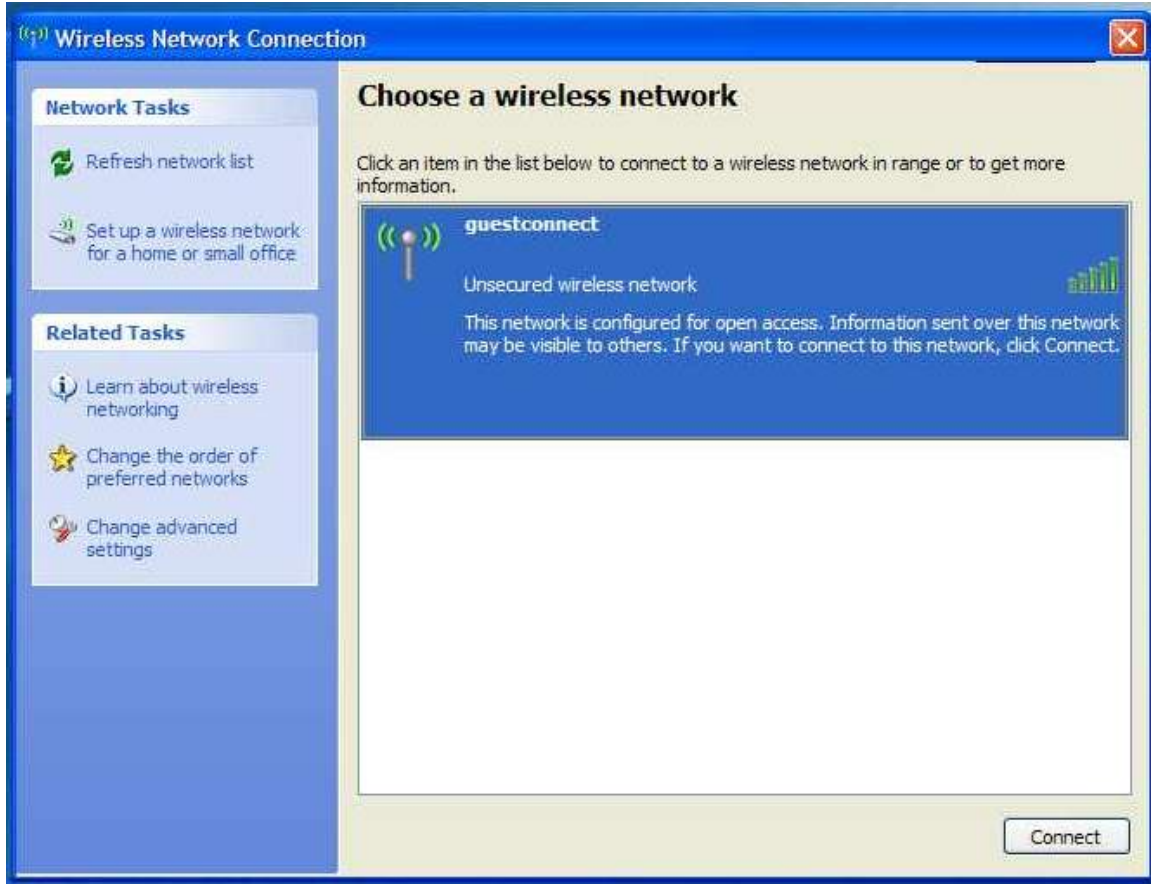 Wireless Network Connection
Network Tasks
Refresh network list
Set up a wireless network
for a home or small office
Related Tasks
Learn about wireless
networking
Change the order of
preferred networks
Change advanced
settings
Choose a wireless network
Click an item in the list below to connect to a wireless network in range or to get more
information.
guestconnect
Unsecured wireless network
This network is configured for open access. Information sent over this network
may be visible to others. If you want to connect to this network, click Connect.
Connect